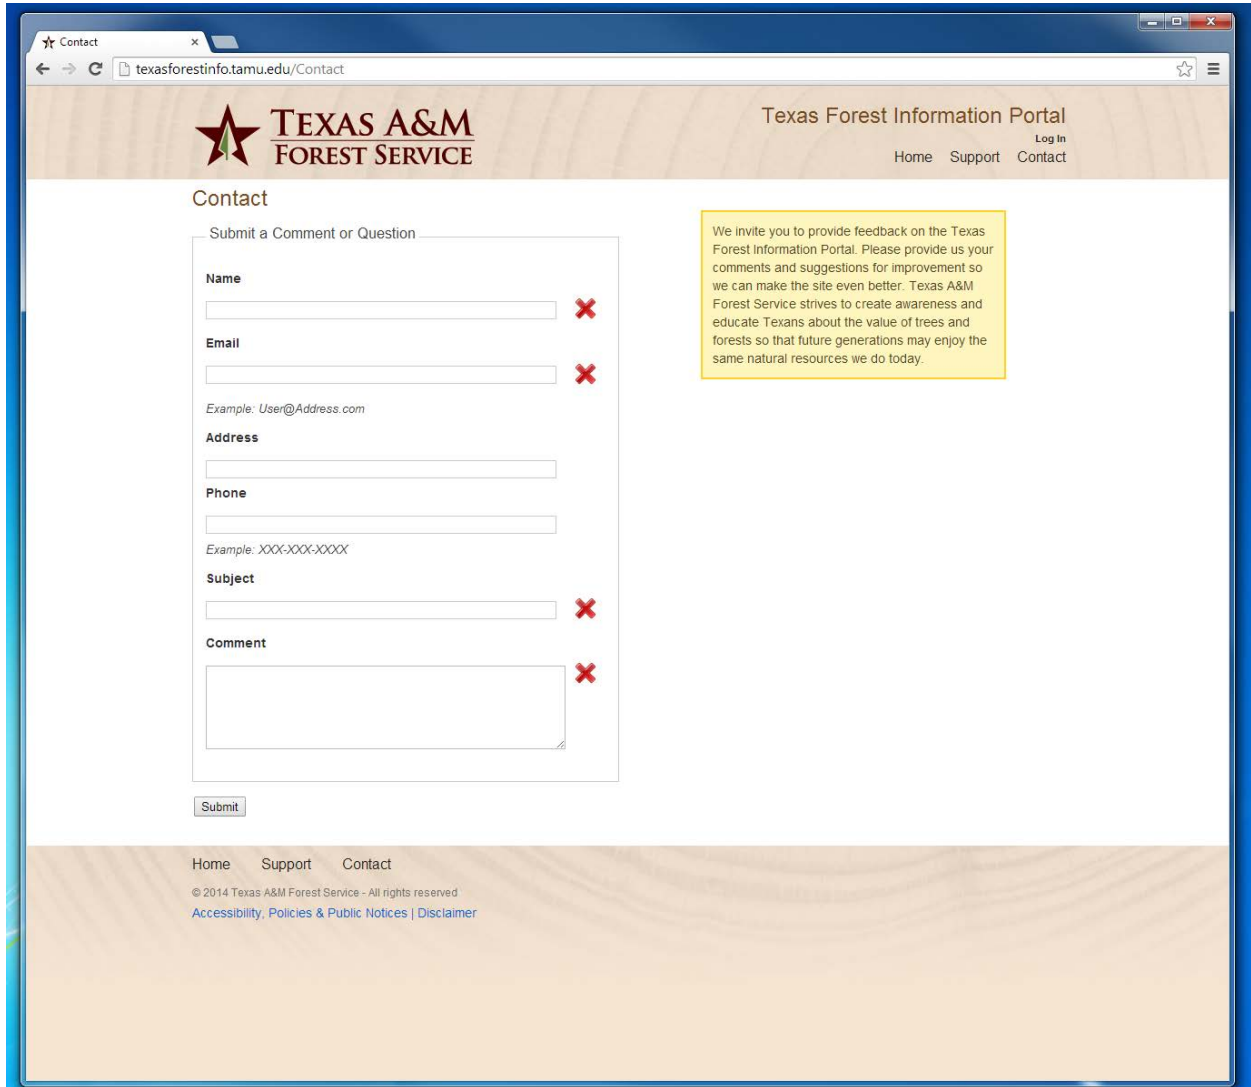 Contact
texasforestinfo.tamu.edu/Contact
TEXAS A&M
FOREST SERVICE
Texas Forest Information Portal
Log In
Home Support Contact
Contact
Submit a Comment or Question
Name
Email
Example: User@Address.com
Address
Phone
Example: XXX-XXX-XXXX
Subject
Comment
Submit
We invite you to provide feedback on the Texas
Forest Information Portal. Please provide us your
comments and suggestions for improvement so
we can make the site even better. Texas A&M
Forest Service strives to create awareness and
educate Texans about the value of trees and
forests so that future generations may enjoy the
same natural resources we do today.
Home Support Contact
© 2014 Texas A&M Forest Service - All rights reserved
Accessibility, Policies & Public Notices | Disclaimer